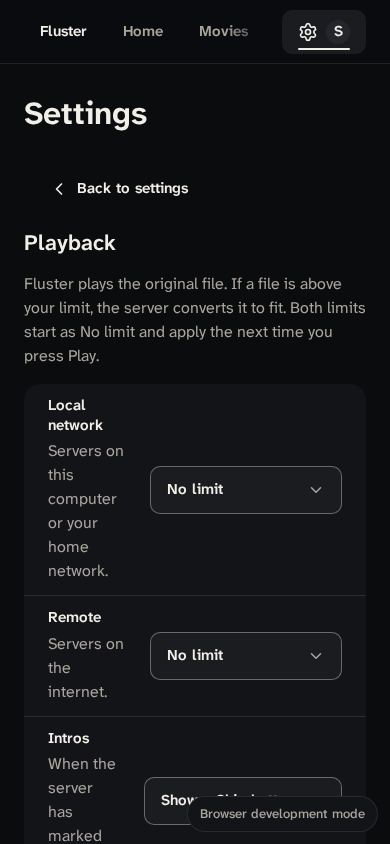 Fluster Home Movies S
Settings
Back to settings
Playback
Fluster plays the original file. If a file is above
your limit, the server converts it to fit. Both limits
start as No limit and apply the next time you
press Play.
Local
network
Servers on
this
computer
or your
home
network.
No limit
Remote
Servers on
the
internet.
No limit
Intros
When the
server
has
marked
Browser development mode